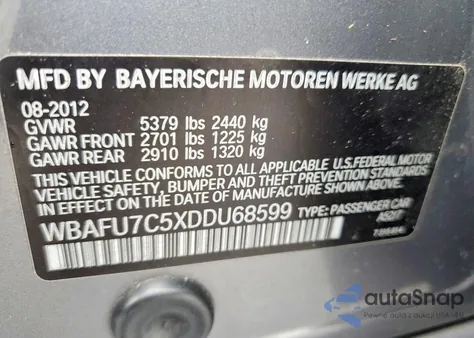 MFD BY BAYERISCHE MOTOREN WERKE AG
08-2012
GVWR 5379 lbs 2440 kg
GAWR FRONT 2701 lbs 1225 kg
GAWR REAR 2910 lbs 1320 kg
THIS VEHICLE CONFORMS TO ALL APPLICABLE U.S.FEDERAL MOTOR
VEHICLE SAFETY, BUMPER AND THEFT PREVENTION STANDARDS
IN EFFECT ON THE DATE OF MANUFACTURE SHOWN ABOVE.
WBAFU7C5XDDU68599 TYPE: PASSENGER CAR
autoSnap